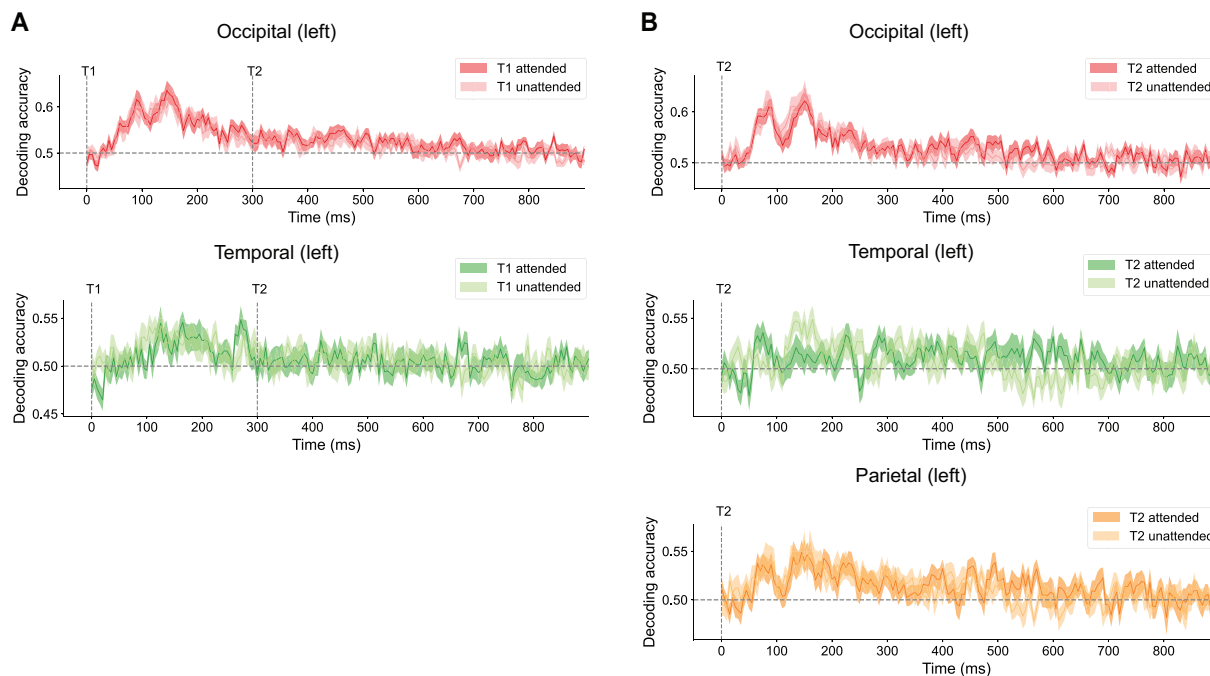 A
Occipital (left)
T1
T2
T1 attended
T1 unattended
Decoding accuracy
0.6
0.5
0 100 200 300 400 500 600 700 800
Time (ms)
Temporal (left)
T1
T2
T1 attended
T1 unattended
Decoding accuracy
0.55
0.50
0.45
0 100 200 300 400 500 600 700 800
Time (ms)
B
Occipital (left)
T2
T2 attended
T2 unattended
Decoding accuracy
0.6
0.5
0 100 200 300 400 500 600 700 800
Time (ms)
Temporal (left)
T2
T2 attended
T2 unattended
Decoding accuracy
0.55
0.50
0 100 200 300 400 500 600 700 800
Time (ms)
Parietal (left)
T2
T2 attended
T2 unattended
Decoding accuracy
0.55
0.50
0 100 200 300 400 500 600 700 800
Time (ms)